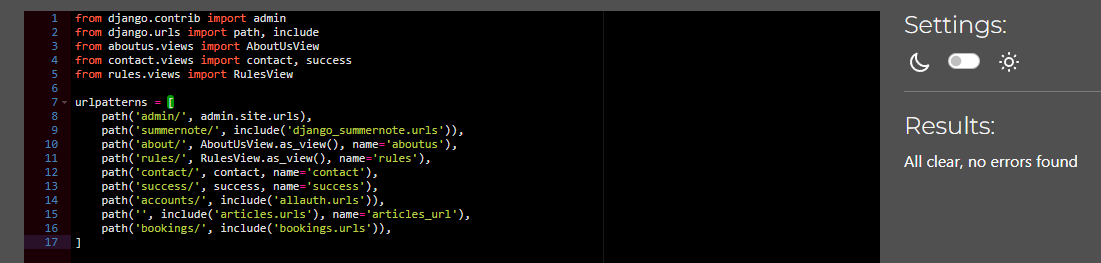 1 from django.contrib import admin
2 from django.urls import path, include
3 from aboutus.views import AboutUsView
4 from contact.views import contact, success
5 from rules.views import RulesView
6
7 urlpatterns = [
8     path('admin/', admin.site.urls),
9     path('summernote/', include('django_summernote.urls')),
10     path('about/', AboutUsView.as_view(), name='aboutus'),
11     path('rules/', RulesView.as_view(), name='rules'),
12     path('contact/', contact, name='contact'),
13     path('success/', success, name='success'),
14     path('accounts/', include('allauth.urls')),
15     path('', include('articles.urls'), name='articles_url'),
16     path('bookings/', include('bookings.urls')),
17 ]
Settings:
Results:
All clear, no errors found